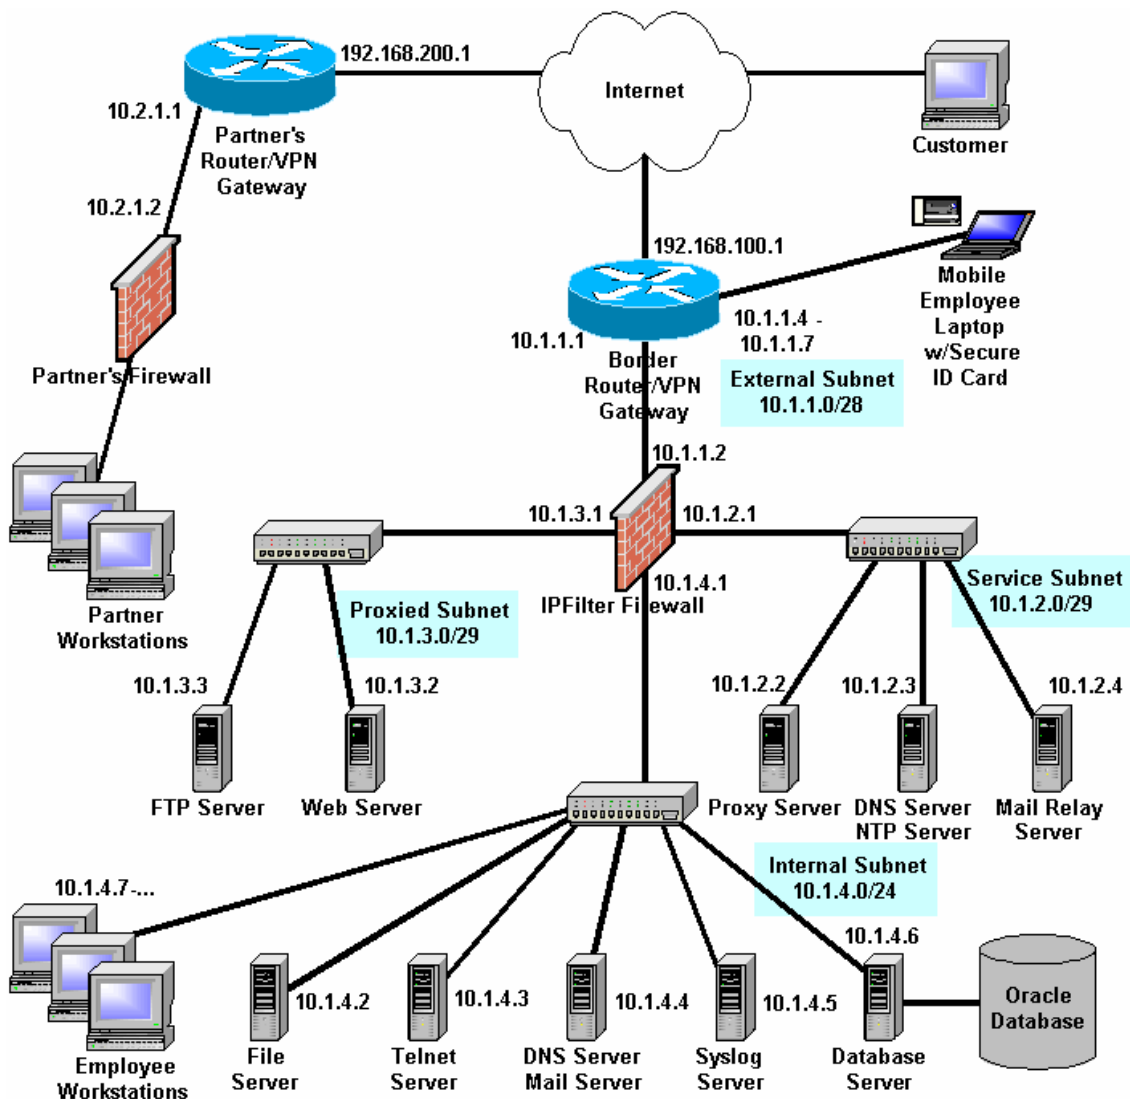 192.168.200.1
Internet
10.2.1.1
Partner's
Router/VPN
Gateway
Customer
10.2.1.2
192.168.100.1
Mobile
Employee
Laptop
w/Secure
ID Card
10.1.1.4 -
10.1.1.7
10.1.1.1
Border
Router/VPN
Gateway
Partner's Firewall
External Subnet
10.1.1.0/28
10.1.1.2
10.1.3.1
10.1.2.1
10.1.4.1
IPFilter Firewall
Service Subnet
10.1.2.0/29
Proxied Subnet
10.1.3.0/29
Partner
Workstations
10.1.3.3
10.1.3.2
10.1.2.2
10.1.2.3
10.1.2.4
FTP Server
Web Server
Proxy Server
DNS Server
NTP Server
Mail Relay
Server
Internal Subnet
10.1.4.0/24
10.1.4.7-...
10.1.4.6
10.1.4.2
10.1.4.3
10.1.4.4
10.1.4.5
Oracle
Database
Employee
Workstations
File
Server
Telnet
Server
DNS Server
Mail Server
Syslog
Server
Database
Server